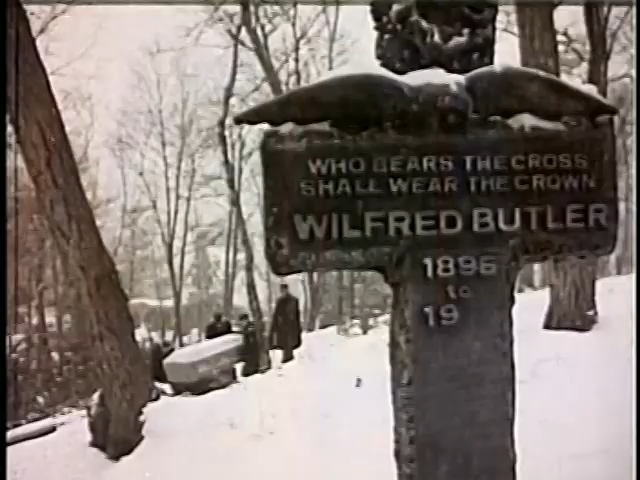 WHO BEARS THE CROSS
SHALL WEAR THE CROWN
WILFRED BUTLER
1896
to
19